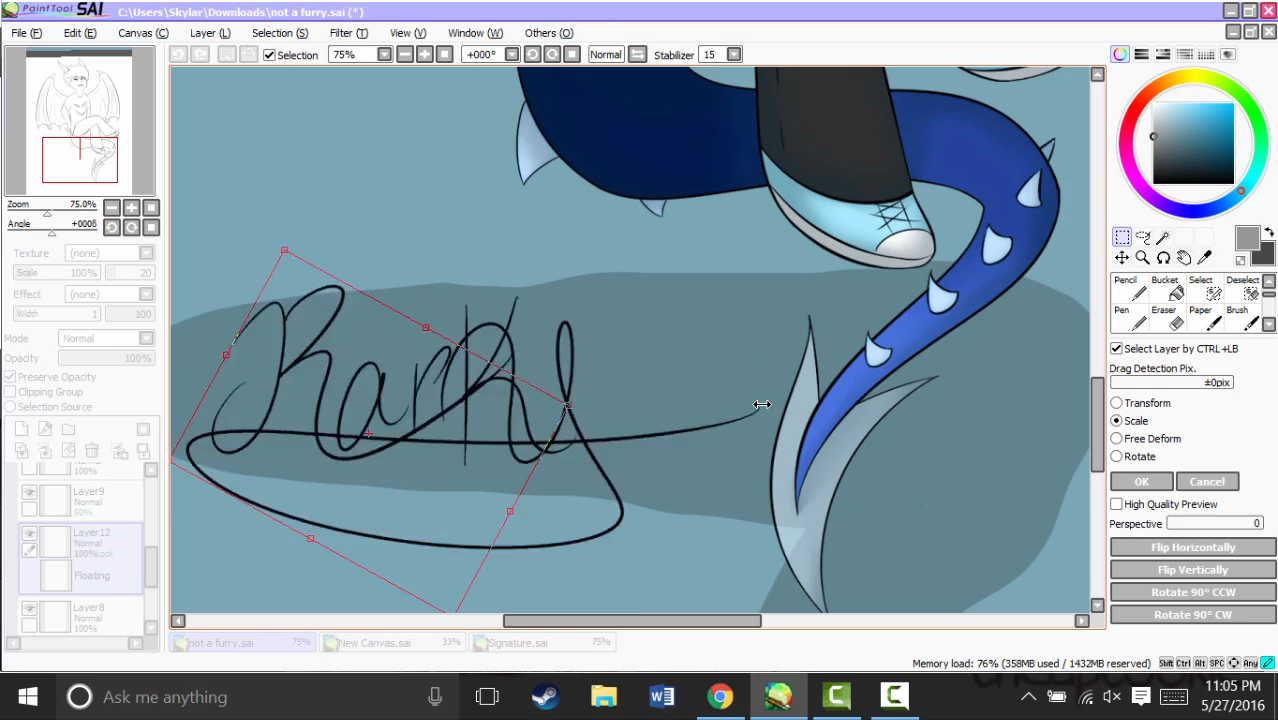 PaintTool SAI C:\Users\Skylar\Downloads\not a furry.sai (*)
File (F) Edit (E) Canvas (C) Layer (L) Selection (S) Filter (T) View (V) Window (W) Others (O)
Selection 75% +000° Normal Stabilizer 15
Zoom 75.0%
Angle +000θ
Texture (none)
Scale 100% 20
Effect (none)
Width 1 100
Mode Normal
Opacity 100%
Preserve Opacity
Clipping Group
Selection Source
100%
Layer9
Normal
50%
Layer12
Normal
100%Lock
Floating
Layer8
Normal
100%
Pencil Bucket Select Deselect
Pen Eraser Paper Brush
Select Layer by CTRL +LB
Drag Detection Pix.
±0pix
Transform
Scale
Free Deform
Rotate
OK Cancel
High Quality Preview
Perspective 0
Flip Horizontally
Flip Vertically
Rotate 90° CCW
Rotate 90° CW
not a furry.sai 75% New Canvas.sai 33% Signature.sai 75%
Memory load: 76% (358MB used / 1432MB reserved) Shift Ctrl Alt SPC Any
Ask me anything
11:05 PM
5/27/2016